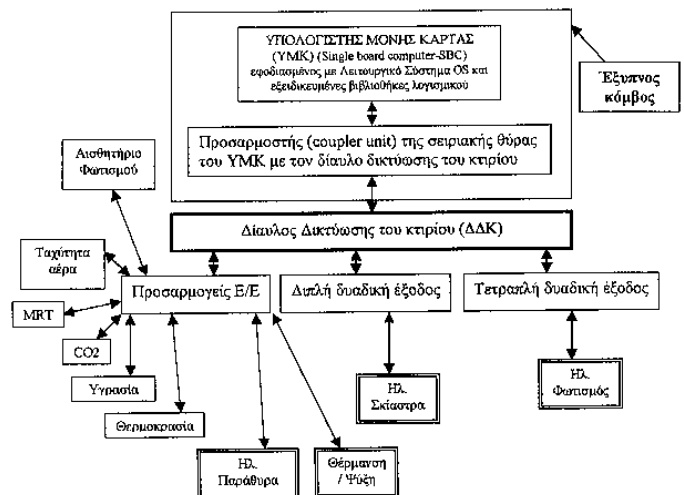 ΥΠΟΛΟΓΙΣΤΗΣ ΜΟΝΗΣ ΚΑΡΤΑΣ
(ΥΜΚ) (Single board computer-SBC)
εφοδιασμένος με Λειτουργικό Σύστημα OS και
εξειδικευμένες βιβλιοθήκες λογισμικού
Έξυπνος
κόμβος
Προσαρμοστής (coupler unit) της σειριακής θύρας
του ΥΜΚ με τον δίαυλο δικτύωσης του κτιρίου
Αισθητήριο
Φωτισμού
Δίαυλος Δικτύωσης του κτιρίου (ΔΔΚ)
Ταχύτητα
αέρα
Προσαρμογείς Ε/Ε
Διπλή δυαδική έξοδος
Τετραπλή δυαδική έξοδος
MRT
CO2
Υγρασία
Θερμοκρασία
Ηλ.
Σκίαστρα
Ηλ.
Φωτισμός
Ηλ.
Παράθυρα
Θέρμανση
/ Ψύξη